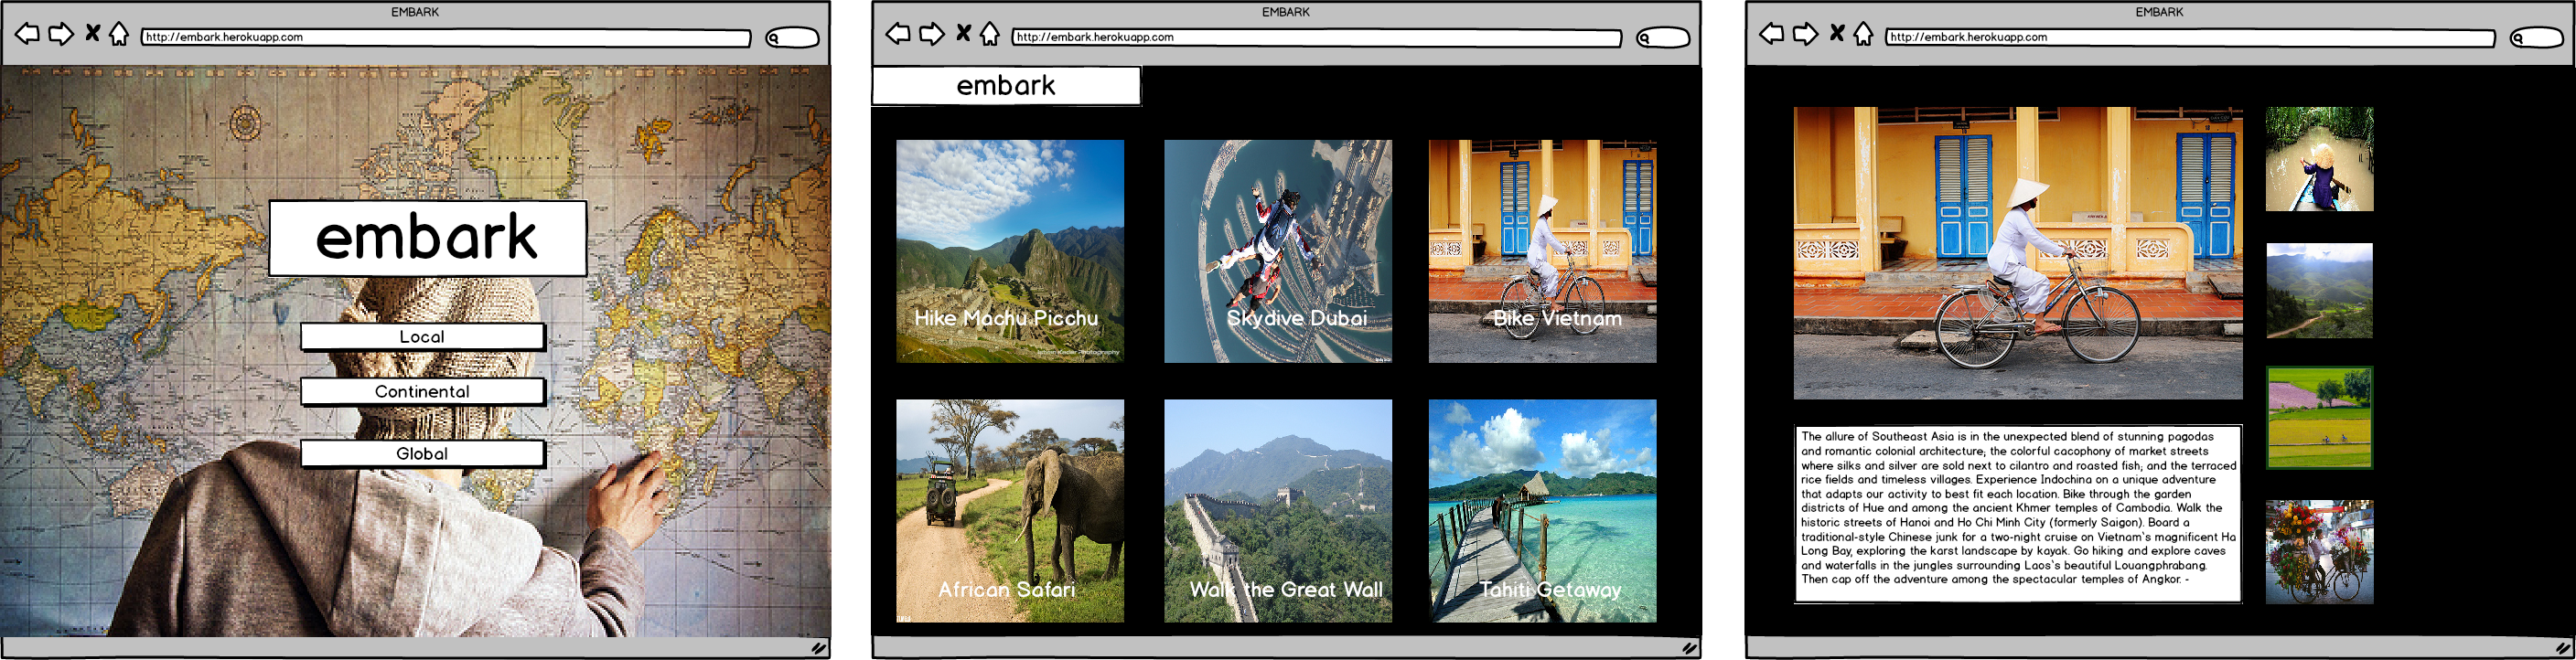 EMBARK
http://embark.herokuapp.com
embark
Local
Continental
Global
EMBARK
http://embark.herokuapp.com
embark
Hike Machu Picchu
Skydive Dubai
Bike Vietnam
African Safari
Walk the Great Wall
Tahiti Getaway
EMBARK
http://embark.herokuapp.com
The allure of Southeast Asia is in the unexpected blend of stunning pagodas
and romantic colonial architecture; the colorful cacophony of market streets
where silks and silver are sold next to cilantro and roasted fish; and the terraced
rice fields and timeless villages. Experience Indochina on a unique adventure
that adapts our activity to best fit each location. Bike through the garden
districts of Hue and among the ancient Khmer temples of Cambodia. Walk the
historic streets of Hanoi and Ho Chi Minh City (formerly Saigon). Board a
traditional-style Chinese junk for a two-night cruise on Vietnam's magnificent Ha
Long Bay, exploring the karst landscape by kayak. Go hiking and explore caves
and waterfalls in the jungles surrounding Laos's beautiful Louangphrabang.
Then cap off the adventure among the spectacular temples of Angkor. -